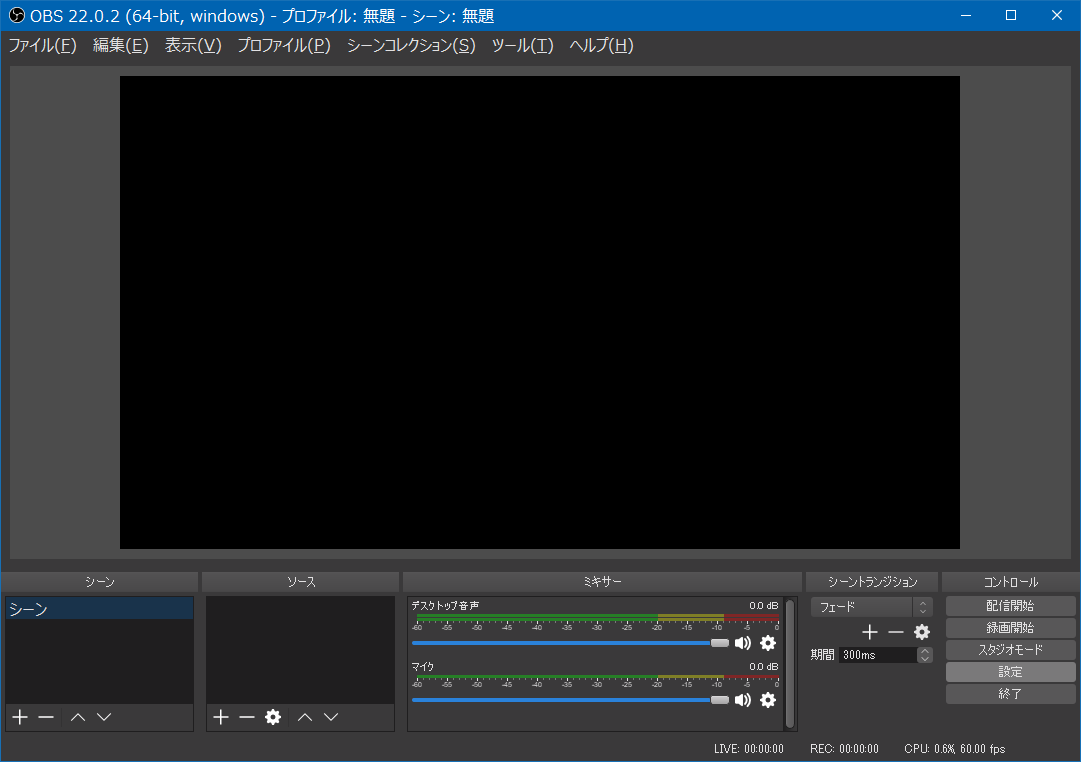 OBS 22.0.2 (64-bit, windows) - プロファイル: 無題 - シーン: 無題
ファイル(F) 編集(E) 表示(V) プロファイル(P) シーンコレクション(S) ツール(T) ヘルプ(H)
シーン ソース ミキサー シーントランジション コントロール
シーン
デスクトップ音声 0.0 dB
-60 -55 -50 -45 -40 -35 -30 -25 -20 -15 -10 -5 0
マイク 0.0 dB
-60 -55 -50 -45 -40 -35 -30 -25 -20 -15 -10 -5 0
フェード
期間 300ms
配信開始
録画開始
スタジオモード
設定
終了
LIVE: 00:00:00 REC: 00:00:00 CPU: 0.6%, 60.00 fps